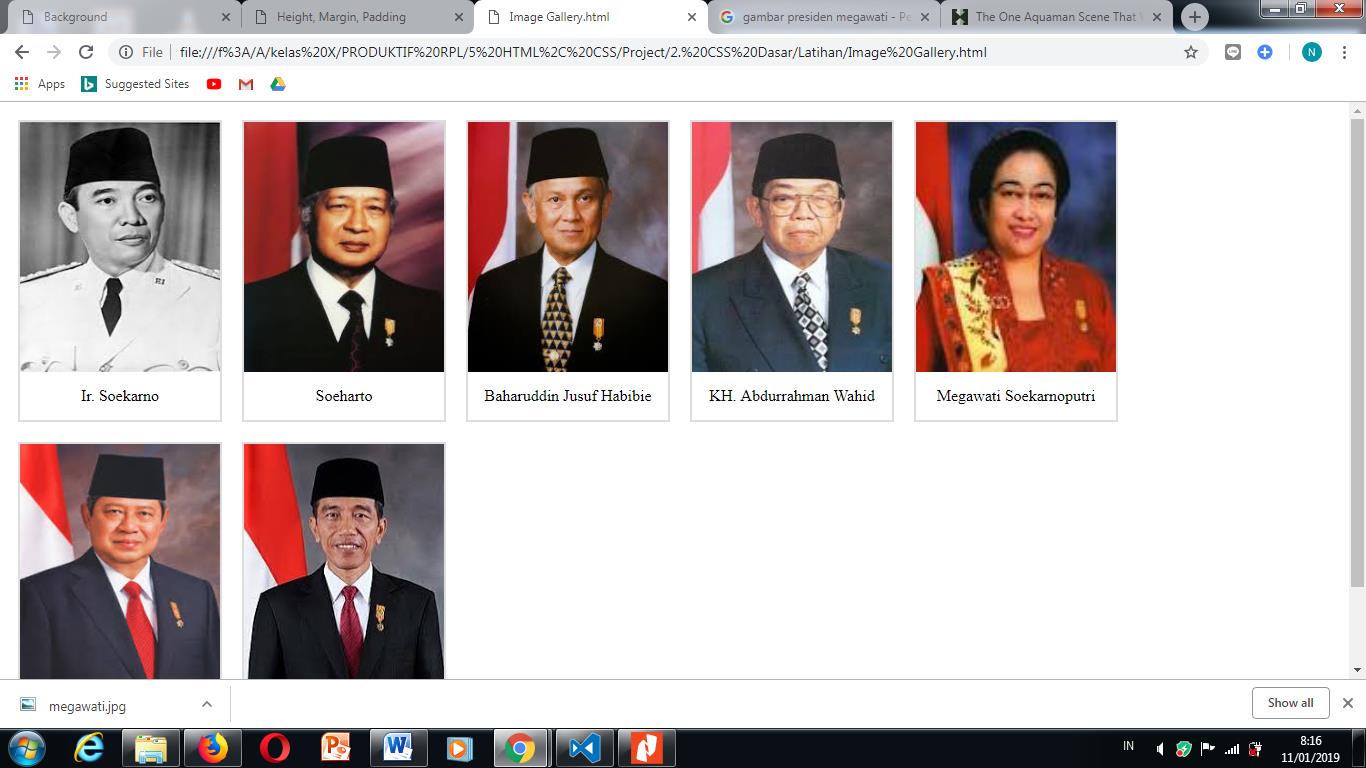 Background
Height, Margin, Padding
Image Gallery.html
gambar presiden megawati - Pe
The One Aquaman Scene That
File
file:///f%3A/A/kelas%20X/PRODUKTIF%20RPL/5%20HTML%2C%20CSS/Project/2.%20CSS%20Dasar/Latihan/Image%20Gallery.html
N
Apps
Suggested Sites
Ir. Soekarno
Soeharto
Baharuddin Jusuf Habibie
KH. Abdurrahman Wahid
Megawati Soekarnoputri
megawati.jpg
Show all
IN
8:16
11/01/2019